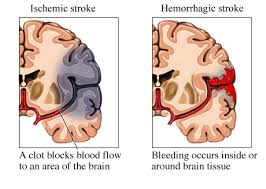 Ischemic stroke
Hemorrhagic stroke
A clot blocks blood flow
to an area of the brain
Bleeding occurs inside or
around brain tissue